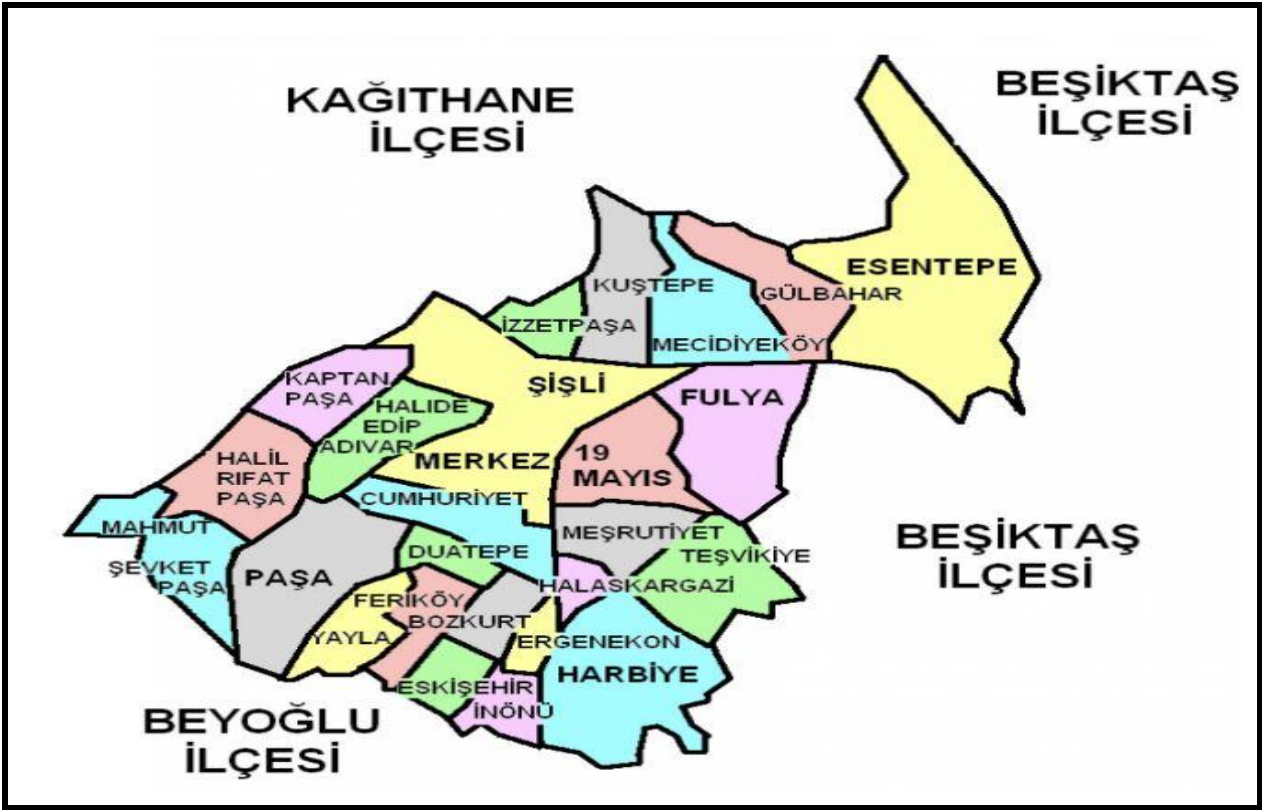 KAĞITHANE
İLÇESİ
BEŞİKTAŞ
İLÇESİ
ESENTEPE
KUŞTEPE
GÜLBAHAR
İZZETPAŞA
MECİDİYEKÖY
KAPTAN
PAŞA
ŞİŞLİ
MERKEZ
FULYA
HALIDE
EDİP
ADIVAR
19
MAYIS
HALİL
RIFAT
PAŞA
CUMHURİYET
MAHMUT
ŞEVKET
PAŞA
MEŞRUTİYET
TEŞVİKİYE
BEŞİKTAŞ
İLÇESİ
DUATEPE
PAŞA
HALASKARGAZİ
FERİKÖY
BOZKURT
YAYLA
ERGENEKON
HARBİYE
ESKİŞEHİR
İNÖNÜ
BEYOĞLU
İLÇESİ